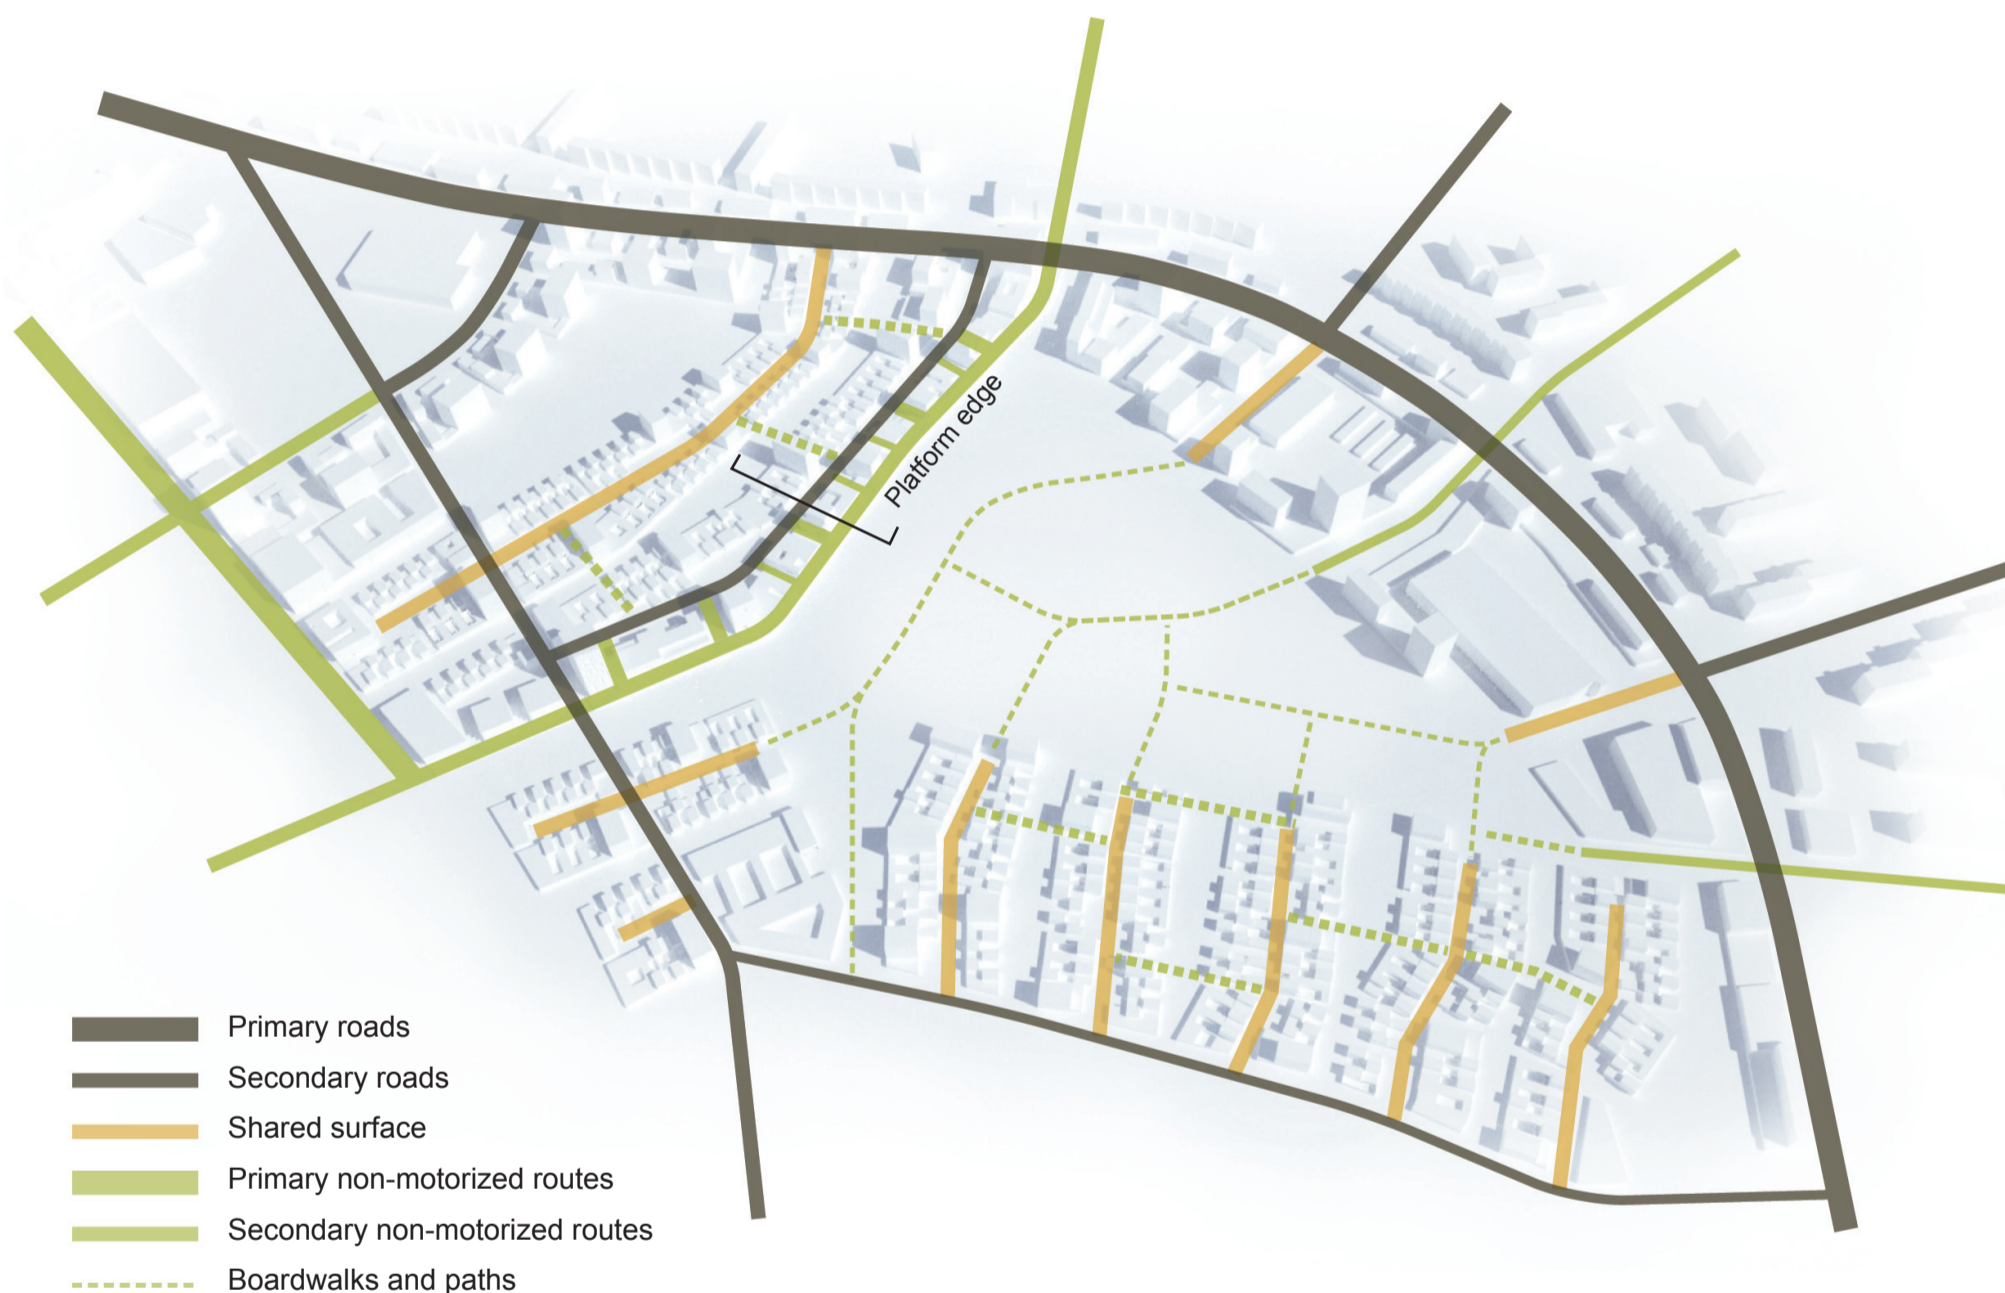 Platform edge
Primary roads
Secondary roads
Shared surface
Primary non-motorized routes
Secondary non-motorized routes
Boardwalks and paths